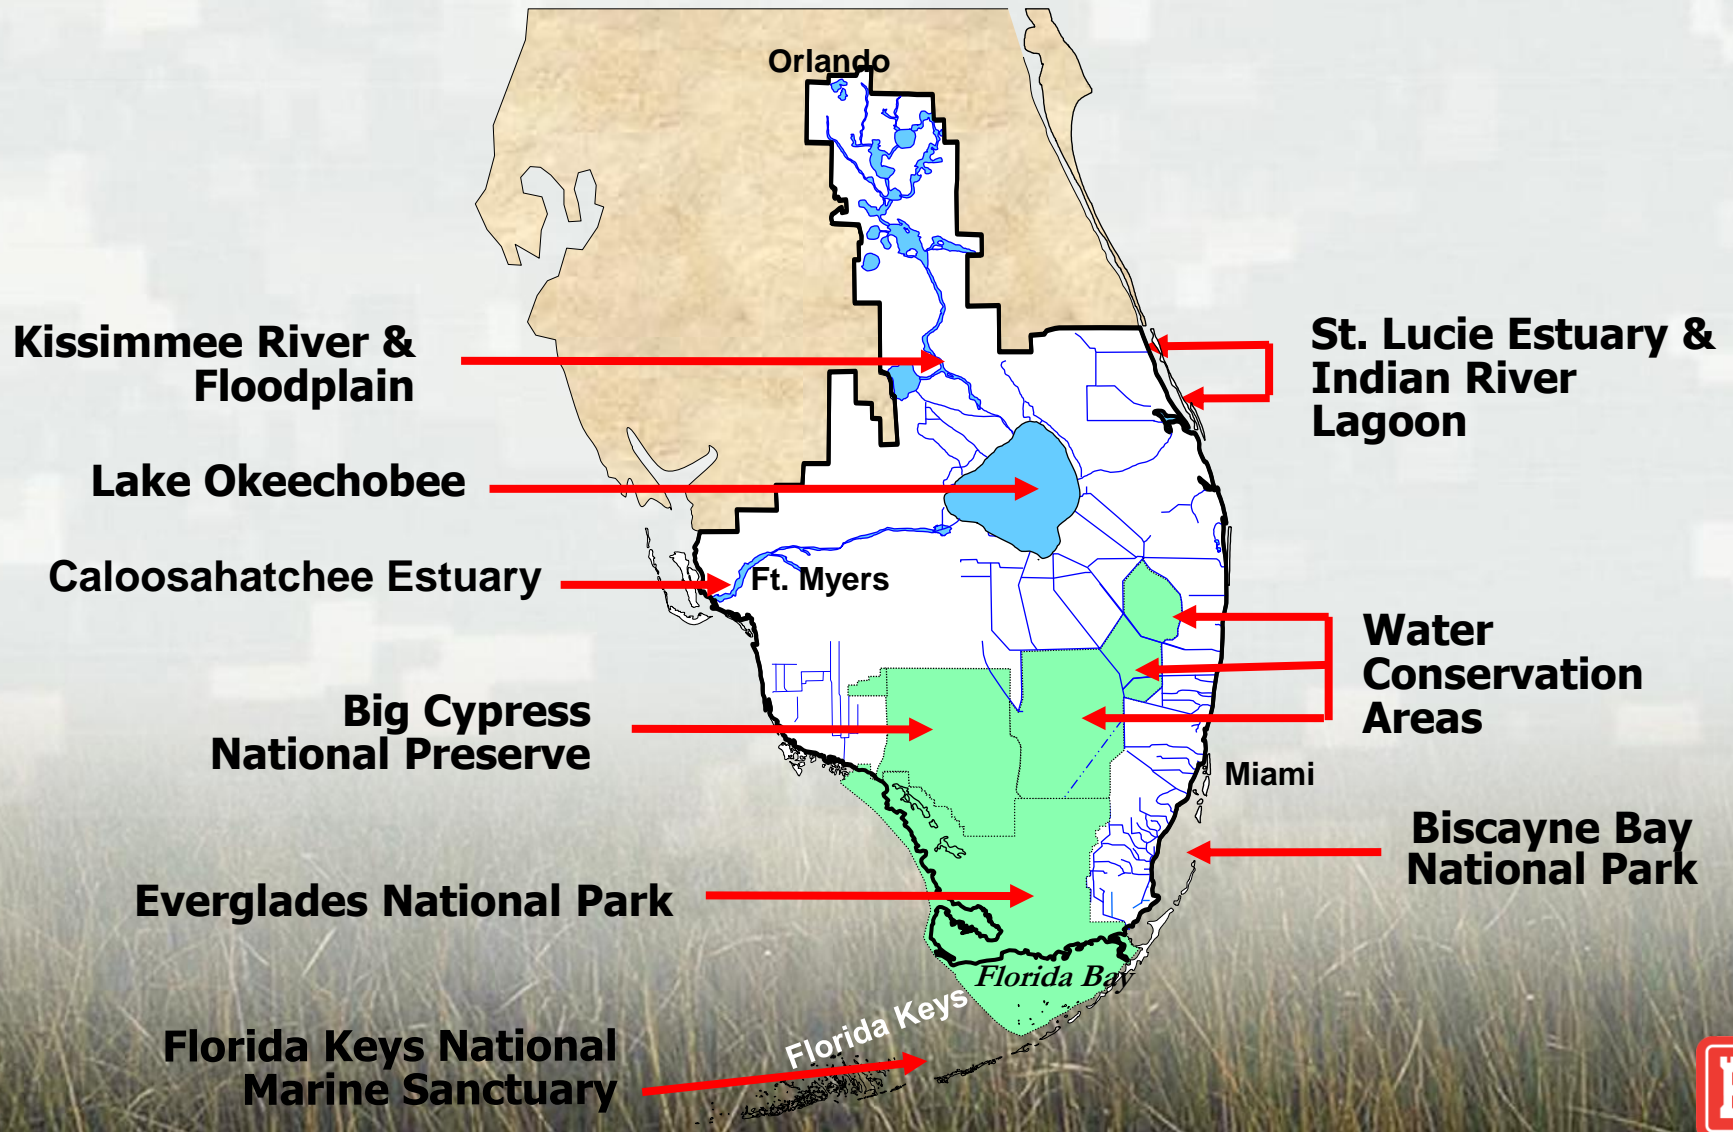 Orlando
Kissimmee River &
Floodplain
St. Lucie Estuary &
Indian River
Lagoon
Lake Okeechobee
Caloosahatchee Estuary
Ft. Myers
Water
Conservation
Areas
Big Cypress
National Preserve
Miami
Biscayne Bay
National Park
Everglades National Park
Florida Bay
Florida Keys
Florida Keys National
Marine Sanctuary